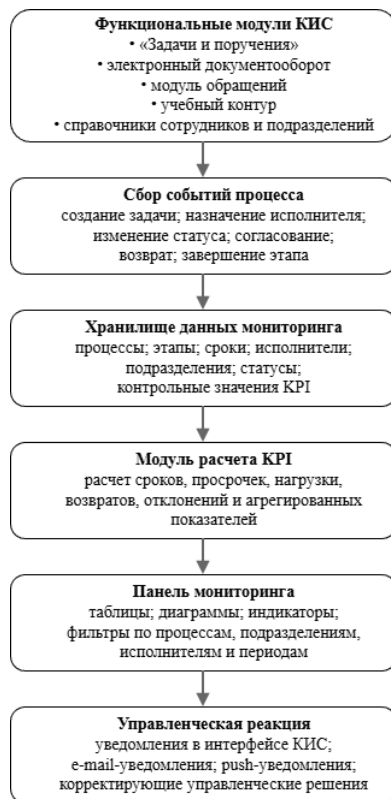 Функциональные модули КИС
• «Задачи и поручения»
• электронный документооборот
• модуль обращений
• учебный контур
• справочники сотрудников и подразделений
Сбор событий процесса
создание задачи; назначение исполнителя;
изменение статуса; согласование;
возврат; завершение этапа
Хранилище данных мониторинга
процессы; этапы; сроки; исполнители;
подразделения; статусы;
контрольные значения KPI
Модуль расчета KPI
расчет сроков, просрочек, нагрузки,
возвратов, отклонений и агрегированных
показателей
Панель мониторинга
таблицы; диаграммы; индикаторы;
фильтры по процессам, подразделениям,
исполнителям и периодам
Управленческая реакция
уведомления в интерфейсе КИС;
e-mail-уведомления; push-уведомления;
корректирующие управленческие решения